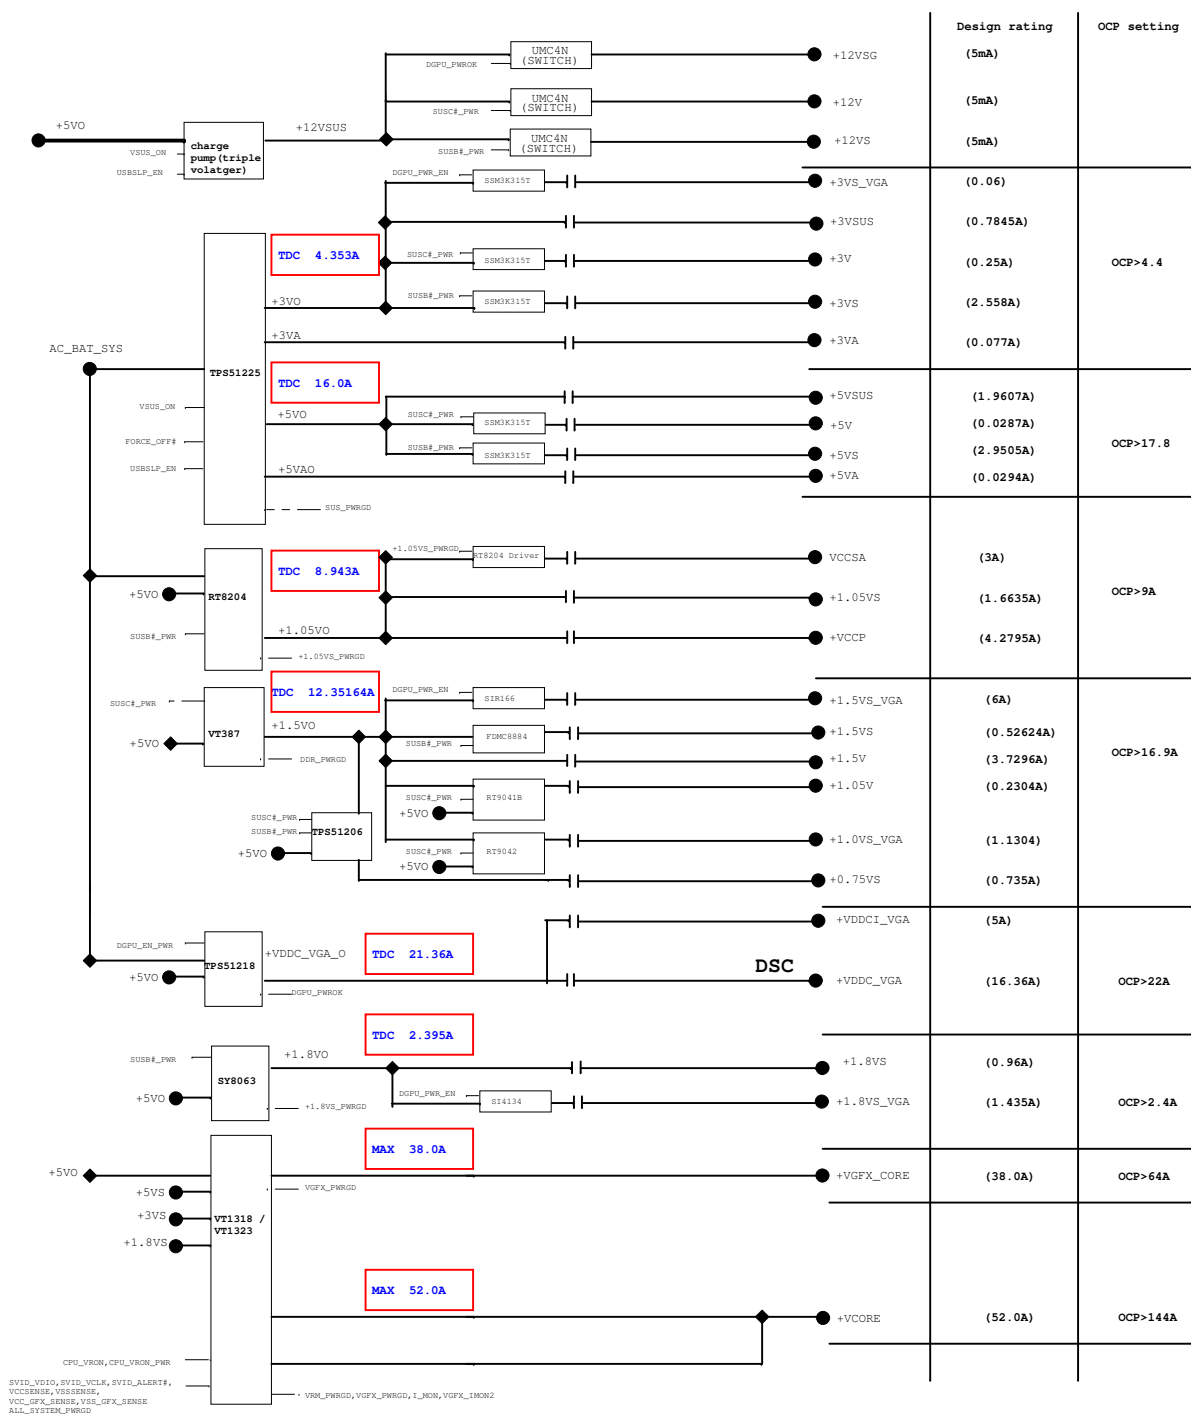 Design rating OCP setting
UMC4N
(SWITCH)
DGPU_PWROK
+12VSG (5mA)
UMC4N
(SWITCH)
SUSC#_PWR
+12V (5mA)
+5VO
+12VSUS
UMC4N
(SWITCH)
SUSB#_PWR
+12VS (5mA)
charge
pump(triple
volatger)
VSUS_ON
USBSLP_EN
DGPU_PWR_EN
SSM3K315T
+3VS_VGA (0.06)
+3VSUS (0.7845A)
TDC 4.353A
SUSC#_PWR
SSM3K315T
+3V (0.25A) OCP>4.4
+3VO
SUSB#_PWR
SSM3K315T
+3VS (2.558A)
+3VA
+3VA (0.077A)
AC_BAT_SYS
TPS51225
TDC 16.0A
+5VSUS (1.9607A)
VSUS_ON
+5VO
SUSC#_PWR
SSM3K315T
+5V (0.0287A)
FORCE_OFF#
SUSB#_PWR
SSM3K315T
+5VS (2.9505A) OCP>17.8
USBSLP_EN
+5VAO
+5VA (0.0294A)
SUS_PWRGD
+1.05VS_PWRGD
RT8204 Driver
VCCSA (3A)
TDC 8.943A
+5VO
RT8204
+1.05VS (1.6635A) OCP>9A
SUSB#_PWR
+1.05VO
+VCCP (4.2795A)
+1.05VS_PWRGD
TDC 12.35164A
DGPU_PWR_EN
SIR166
+1.5VS_VGA (6A)
SUSC#_PWR
VT387
+1.5VO
FDMC8884
SUSB#_PWR
+1.5VS (0.52624A)
+5VO
DDR_PWRGD
+1.5V (3.7296A) OCP>16.9A
+1.05V (0.2304A)
SUSC#_PWR
RT9041B
+5VO
SUSC#_PWR
SUSB#_PWR
TPS51206
+5VO
+1.0VS_VGA (1.1304)
SUSC#_PWR
RT9042
+5VO
+0.75VS (0.735A)
+VDDCI_VGA (5A)
DGPU_EN_PWR
+VDDC_VGA_O
TDC 21.36A
TPS51218
DSC
+5VO
+VDDC_VGA (16.36A) OCP>22A
DGPU_PWROK
TDC 2.395A
SUSB#_PWR
+1.8VO
+1.8VS (0.96A)
SY8063
+5VO
DGPU_PWR_EN
SI4134
+1.8VS_VGA (1.435A) OCP>2.4A
+1.8VS_PWRGD
MAX 38.0A
+5VO
+VGFX_CORE (38.0A) OCP>64A
+5VS
VGFX_PWRGD
+3VS
VT1318 /
VT1323
+1.8VS
MAX 52.0A
+VCORE (52.0A) OCP>144A
CPU_VRON,CPU_VRON_PWR
SVID_VDIO,SVID_VCLK,SVID_ALERT#,
VCCSENSE,VSSSENSE,
VCC_GFX_SENSE,VSS_GFX_SENSE
ALL_SYSTEM_PWRGD
VRM_PWRGD,VGFX_PWRGD,I_MON,VGFX_IMON2